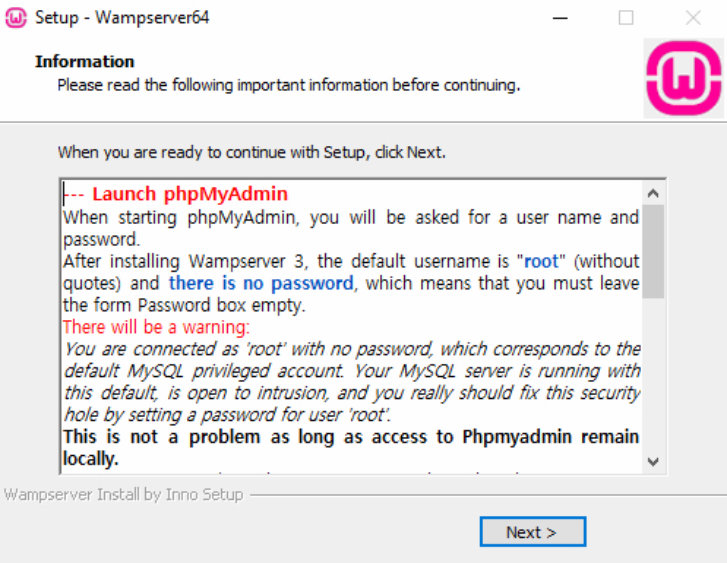 Setup - Wampserver64
Information
Please read the following important information before continuing.
When you are ready to continue with Setup, click Next.
--- Launch phpMyAdmin
When starting phpMyAdmin, you will be asked for a user name and
password.
After installing Wampserver 3, the default username is "root" (without
quotes) and there is no password, which means that you must leave
the form Password box empty.
There will be a warning:
You are connected as 'root' with no password, which corresponds to the
default MySQL privileged account. Your MySQL server is running with
this default, is open to intrusion, and you really should fix this security
hole by setting a password for user 'root'.
This is not a problem as long as access to Phpmyadmin remain
locally.
Wampserver Install by Inno Setup
Next >